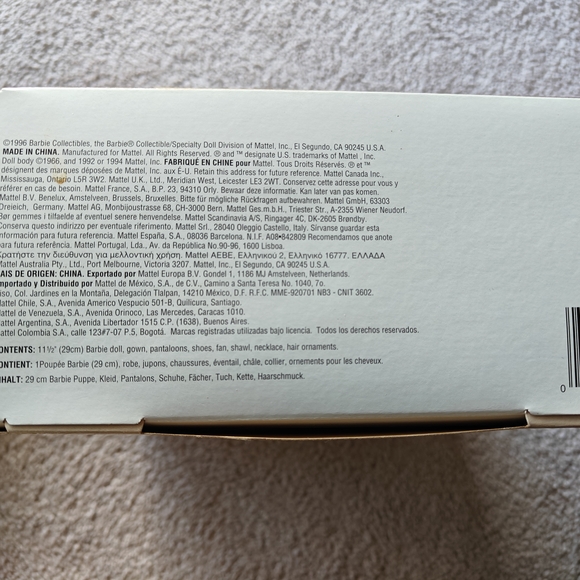 ©1996 Barbie Collectibles, the Barbie® Collectible/Specialty Doll Division of Mattel, Inc., El Segundo, CA 90245 U.S.A.
MADE IN CHINA. Manufactured for Mattel. All Rights Reserved. ® and ™ designate U.S. trademarks of Mattel, Inc.
Doll body ©1966, and 1992 or 1994 Mattel, Inc. FABRIQUÉ EN CHINE pour Mattel. Tous Droits Réservés. ® et ™
désignent des marques déposées de Mattel, Inc. aux É-U. Retain this address for future reference. Mattel Canada Inc.,
Mississauga, Ontario L5R 3W2. Mattel U.K., Ltd., Meridian West, Leicester LE3 2WT. Conservez cette adresse pour vous y
référer en cas de besoin. Mattel France, S.A., B.P. 23, 94310 Orly. Bewaar deze informatie. Kan later van pas komen.
Mattel B.V. Benelux, Amstelveen, Brussels, Bruxelles. Bitte für mögliche Rückfragen aufbewahren. Mattel GmbH, 63303
Dreieich, Germany. Mattel AG, Monbijoustrasse 68, CH-3000 Bern. Mattel Ges.m.b.H., Triester Str., A-2355 Wiener Neudorf.
Bør gemmes i tilfaelde af eventuel senere henvendelse. Mattel Scandinavia A/S, Ringager 4C, DK-2605 Brøndby.
Conserva questo indirizzo per eventuale riferimento. Mattel Srl., 28040 Oleggio Castello, Italy. Sírvanse guardar esta
información para futura referencia. Mattel España, S.A., 08036 Barcelona. N.I.F. A08•842809 Recomendamos que anote
para futura referência. Mattel Portugal, Lda., Av. da República No.90-96, 1600 Lisboa.
Κρατήστε την διεύθυνση για μελλοντική χρήση. Mattel AEBE, Ελληνικού 2, Ελληνικό 16777. ΕΛΛΑΔΑ
Mattel Australia Pty., Ltd., Port Melbourne, Victoria 3207. Mattel, Inc., El Segundo, CA 90245 U.S.A.
AIS DE ORIGEN: CHINA. Exportado por Mattel Europa B.V. Gondel 1, 1186 MJ Amstelveen, Netherlands.
mportado y Distribuido por Mattel de México, S.A., de C.V., Camino a Santa Teresa No. 1040, 7o.
iso, Col. Jardines en la Montaña, Delegación Tlalpan, 14210 México, D.F. R.F.C. MME-920701 NB3 - CNIT 3602.
attel Chile, S.A., Avenida Americo Vespucio 501-B, Quilicura, Santiago.
attel de Venezuela, S.A., Avenida Orinoco, Las Mercedes, Caracas 1010.
attel Argentina, S.A., Avenida Libertador 1515 C.P. (1638), Buenos Aires.
attel Colombia S.A., calle 123#7-07 P.5, Bogotá. Marcas registradas utilizadas bajo licencia. Todos los derechos reservados.
ONTENTS: 11½" (29cm) Barbie doll, gown, pantaloons, shoes, fan, shawl, necklace, hair ornaments.
ONTIENT: 1Poupée Barbie (29 cm), robe, jupons, chaussures, éventail, châle, collier, ornements pour les cheveux.
NHALT: 29 cm Barbie Puppe, Kleid, Pantalons, Schuhe, Fächer, Tuch, Kette, Haarschmuck.
0